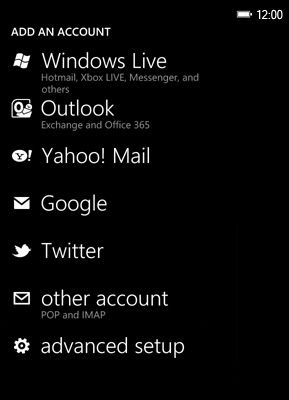 12:00
ADD AN ACCOUNT
Windows Live
Hotmail, Xbox LIVE, Messenger, and
others
Outlook
Exchange and Office 365
Yahoo! Mail
Google
Twitter
other account
POP and IMAP
advanced setup